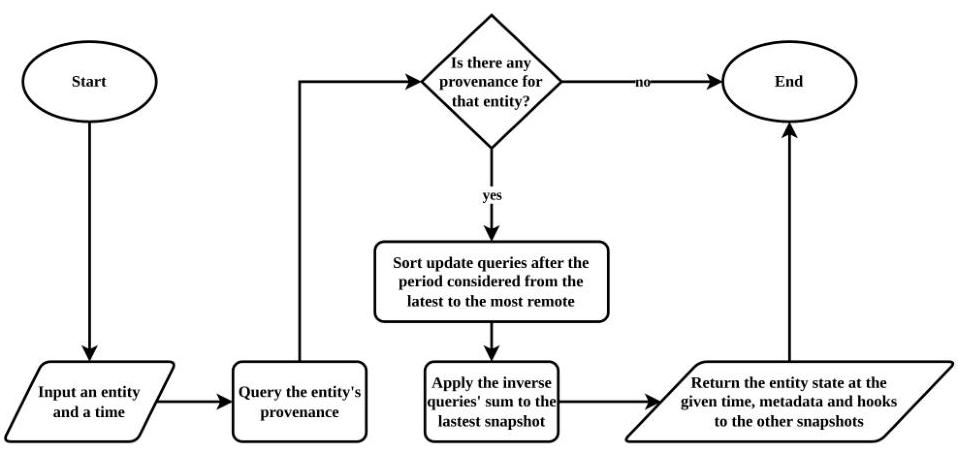 Start
Input an entity
and a time
Query the entity's
provenance
Is there any
provenance for
that entity?
no
End
yes
Sort update queries after the
period considered from the
latest to the most remote
Apply the inverse
queries' sum to the
lastest snapshot
Return the entity state at the
given time, metadata and hooks
to the other snapshots